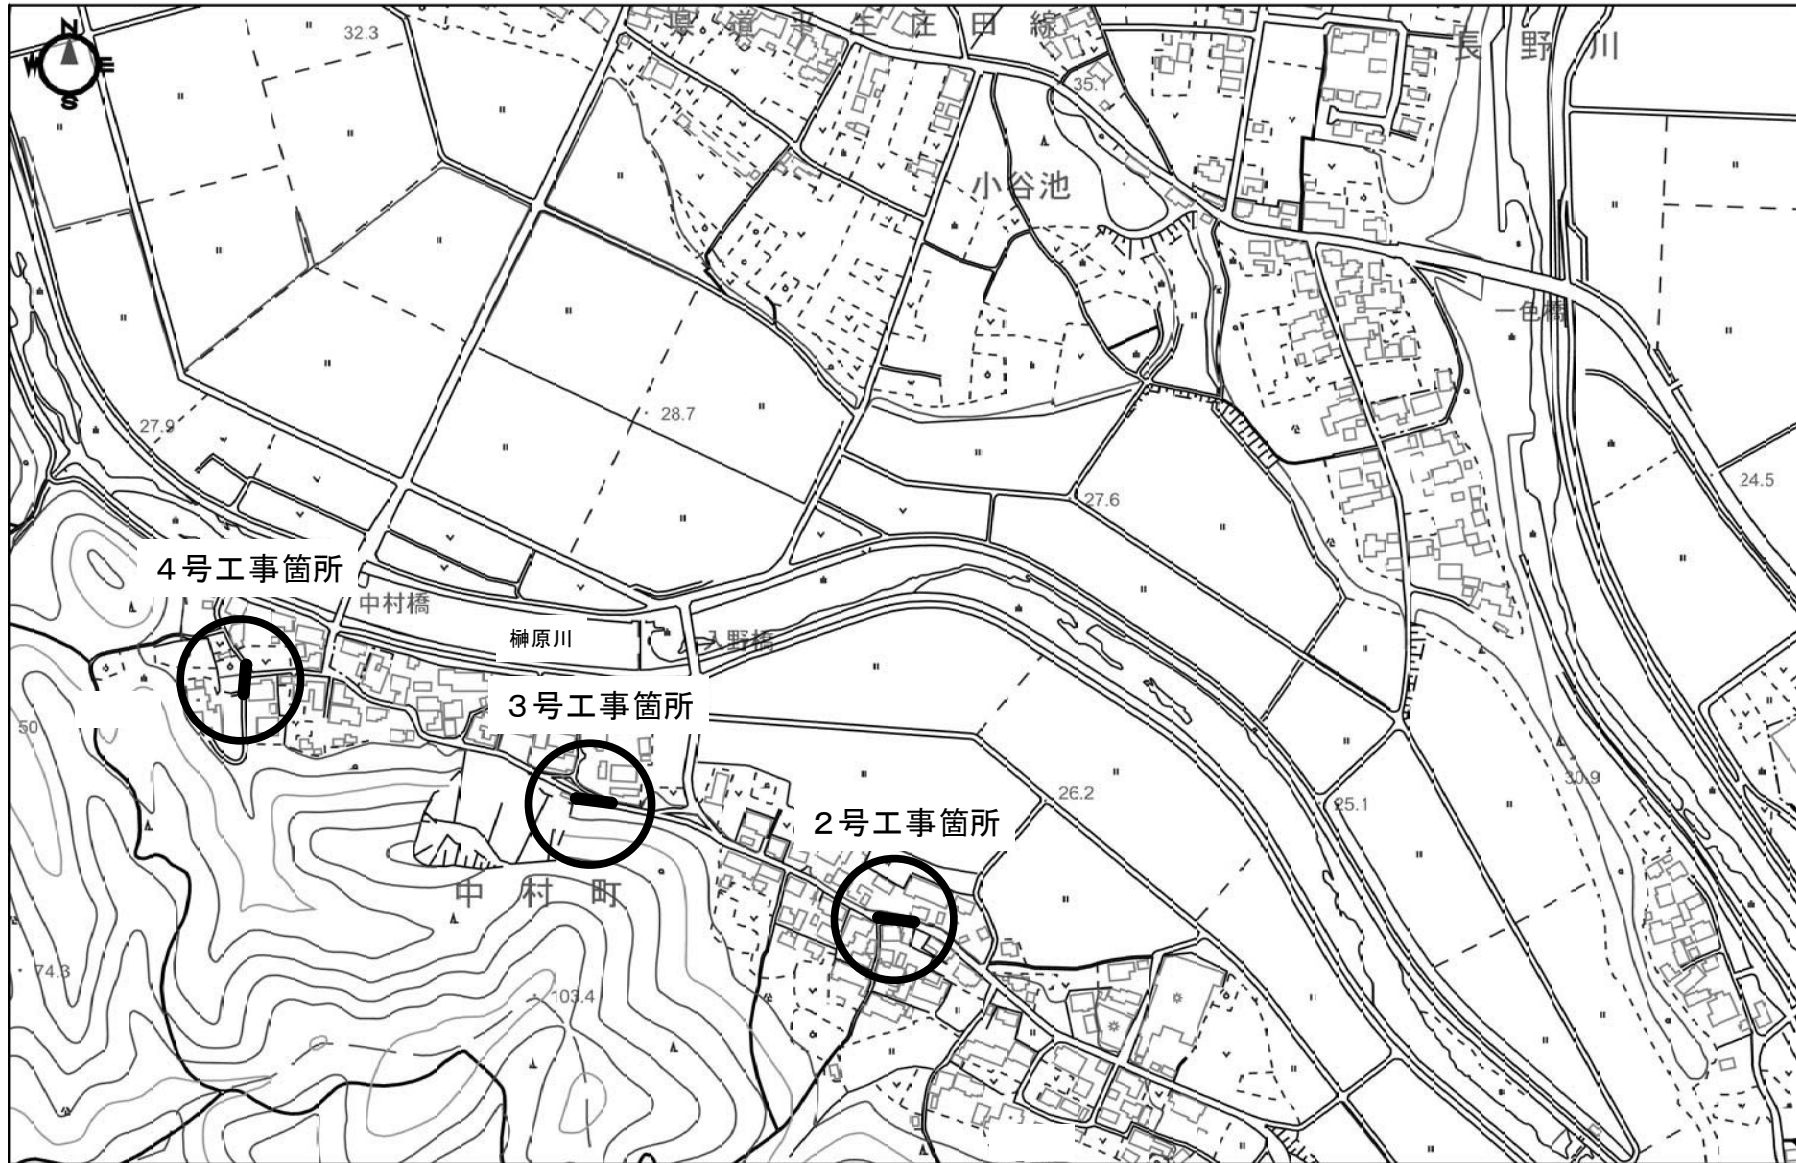 N
W E
S
32.3
県道平生庄田線
長野川
35.1
小谷池
一色橋
27.9
28.7
27.6
24.5
4号工事箇所
中村橋
榊原川
入野橋
3号工事箇所
50
26.2
25.1
30.9
2号工事箇所
中村町
74.3
103.4